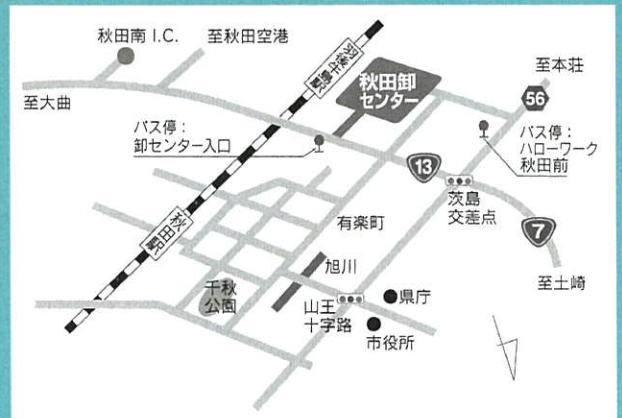 秋田南 I.C.
至秋田空港
羽後牛島駅
秋田卸
センター
至本荘
56
至大曲
バス停：
卸センター入口
バス停：
ハローワーク
秋田前
13
茨島
交差点
有楽町
7
秋田駅
旭川
至土崎
千秋
公園
山王
十字路
県庁
市役所